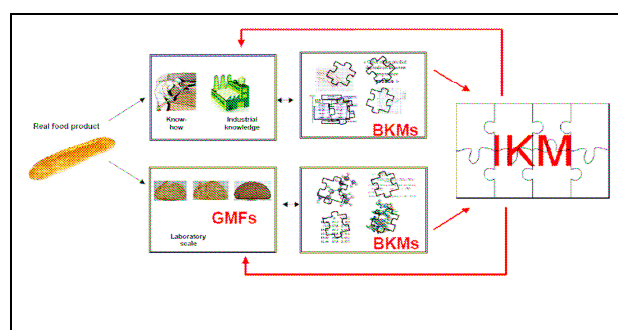 Real food product
Know-
how
Industrial
knowledge
BKMs
IKM
GMFs
Laboratory
scale
BKMs